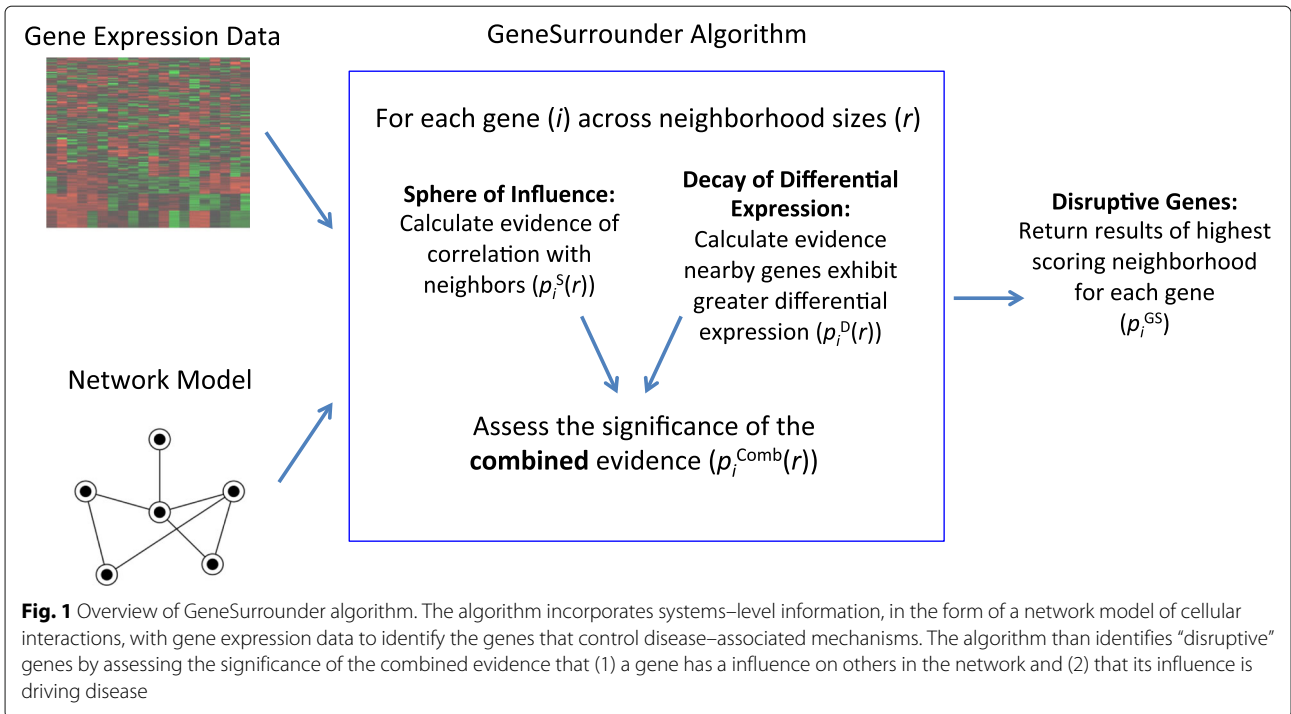 Gene Expression Data
GeneSurrounder Algorithm
For each gene (i) across neighborhood sizes (r)
Sphere of Influence:
Calculate evidence of
correlation with
neighbors (p_i^S(r))
Decay of Differential
Expression:
Calculate evidence
nearby genes exhibit
greater differential
expression (p_i^D(r))
Assess the significance of the
combined evidence (p_i^Comb(r))
Disruptive Genes:
Return results of highest
scoring neighborhood
for each gene
(p_i^GS)
Network Model
Fig. 1 Overview of GeneSurrounder algorithm. The algorithm incorporates systems–level information, in the form of a network model of cellular
interactions, with gene expression data to identify the genes that control disease–associated mechanisms. The algorithm than identifies “disruptive”
genes by assessing the significance of the combined evidence that (1) a gene has a influence on others in the network and (2) that its influence is
driving disease